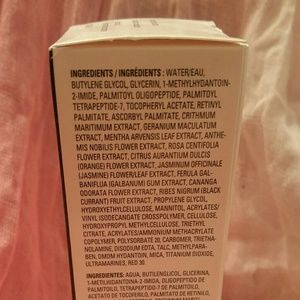 INGREDIENTS / INGRÉDIENTS : WATER/EAU,
BUTYLENE GLYCOL, GLYCERIN, 1-METHYLHYDANTOIN-
2-IMIDE, PALMITOYL OLIGOPEPTIDE, PALMITOYL
TETRAPEPTIDE-7, TOCOPHERYL ACETATE, RETINYL
PALMITATE, ASCORBYL PALMITATE, CRITHMUM
MARITIMUM EXTRACT, GERANIUM MACULATUM
EXTRACT, MENTHA ARVENSIS LEAF EXTRACT, ANTHE-
MIS NOBILIS FLOWER EXTRACT, ROSA CENTIFOLIA
FLOWER EXTRACT, CITRUS AURANTIUM DULCIS
(ORANGE) FLOWER EXTRACT, JASMINUM OFFICINALE
(JASMINE) FLOWER/LEAF EXTRACT, FERULA GAL-
BANIFLUA (GALBANUM) GUM EXTRACT, CANANGA
ODORATA FLOWER EXTRACT, RIBES NIGRUM (BLACK
CURRANT) FRUIT EXTRACT, PROPYLENE GLYCOL,
HYDROXYETHYLCELLULOSE, MANNITOL, ACRYLATES/
VINYL ISODECANOATE CROSSPOLYMER, CELLULOSE,
HYDROXYPROPYL METHYLCELLULOSE, TRIETHYL
CITRATE, ACRYLATES/AMMONIUM METHACRYLATE
COPOLYMER, POLYSORBATE 20, CARBOMER, TRIETHA-
NOLAMINE, DISODIUM EDTA, TALC, METHYLPARA-
BEN, DMDM HYDANTOIN, MICA, TITANIUM DIOXIDE,
ULTRAMARINES, RED 30.
INGREDIENTES: AGUA, BUTILENGLICOL, GLICERINA,
1-METILHIDANTOINA-2-IMIDA, OLIGOPEPTIDO DE
PALMITOILO, TETRAPEPTIDO-7 DE PALMITOILO,
ACETATO DE TOCOFERILO, PALMITATO DE RETINILO,